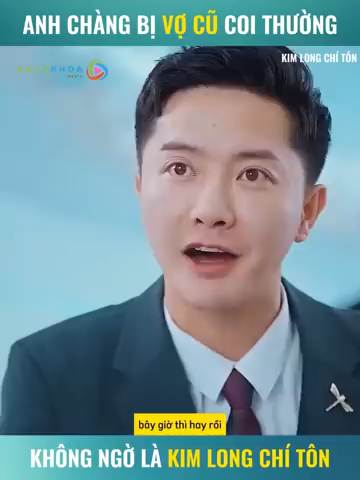 ANH CHÀNG BỊ VỢ CŨ COI THƯỜNG
KIM LONG CHÍ TÔN
bây giờ thì hay rồi
KHÔNG NGỜ LÀ KIM LONG CHÍ TÔN